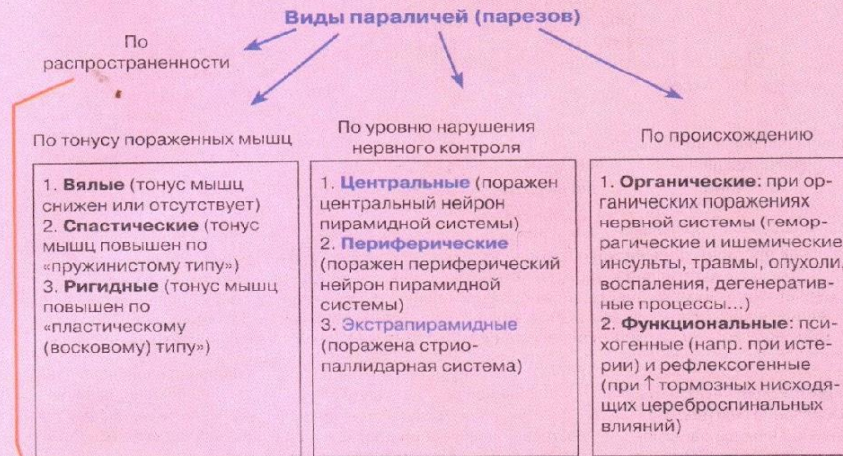 Виды параличей (парезов)
По
распространенности
По тонусу пораженных мышц
1. Вялые (тонус мышц
снижен или отсутствует)
2. Спастические (тонус
мышц повышен по
«пружинистому типу»)
3. Ригидные (тонус мышц
повышен по
«пластическому
(восковому) типу»)
По уровню нарушения
нервного контроля
1. Центральные (поражен
центральный нейрон
пирамидной системы)
2. Периферические
(поражен периферический
нейрон пирамидной
системы)
3. Экстрапирамидные
(поражена стрио-
паллидарная система)
По происхождению
1. Органические: при ор-
ганических поражениях
нервной системы (гемор-
рагические и ишемические
инсульты, травмы, опухоли,
воспаления, дегенератив-
ные процессы...)
2. Функциональные: пси-
хогенные (напр. при исте-
рии) и рефлексогенные
(при ↑ тормозных нисходя-
щих цереброспинальных
влияний)